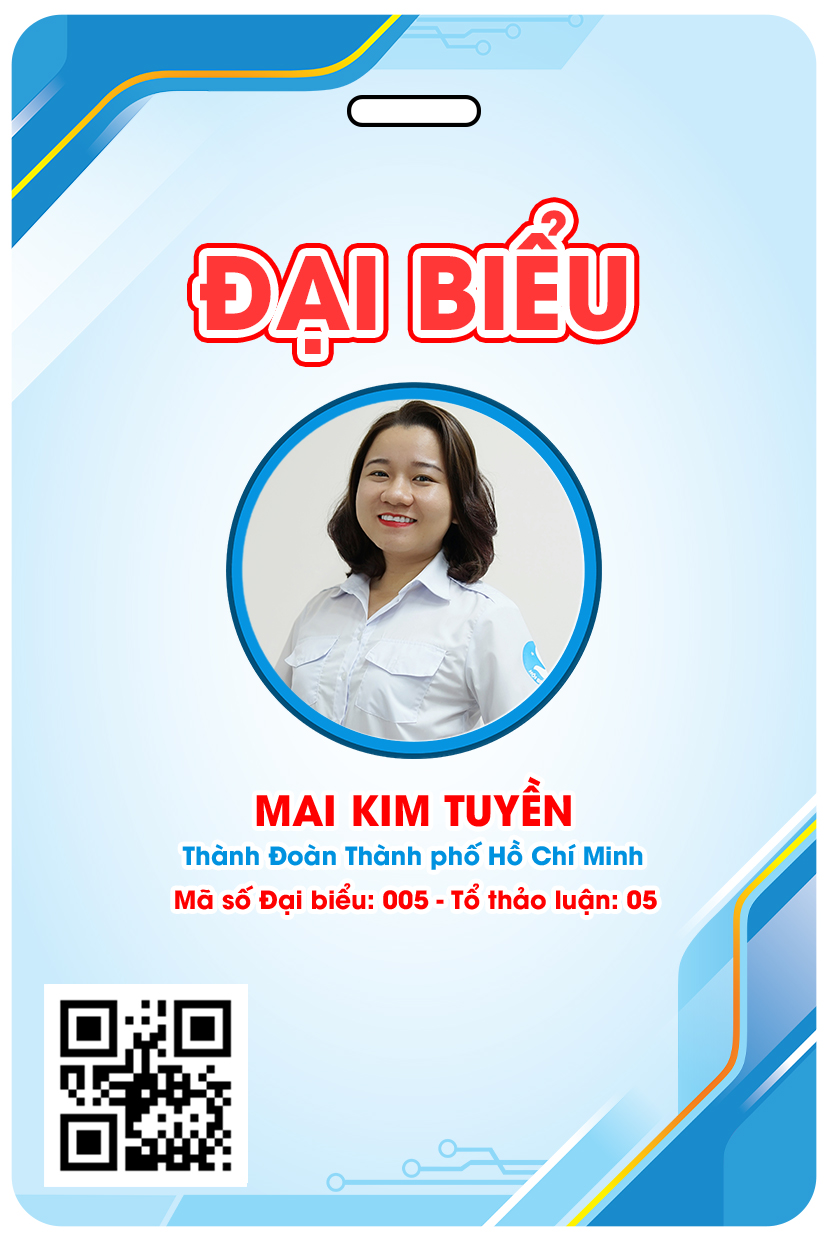 ĐẠI BIỂU
MAI KIM TUYỀN
Thành Đoàn Thành phố Hồ Chí Minh
Mã số Đại biểu: 005 - Tổ thảo luận: 05